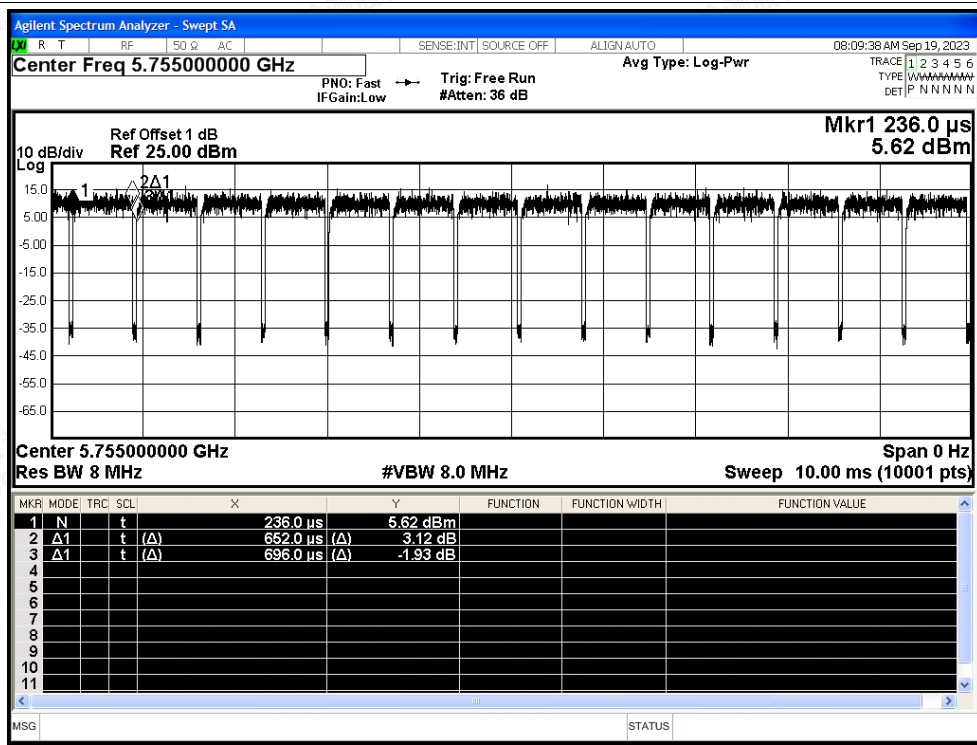 Agilent Spectrum Analyzer - Swept SA
LXI R T RF 50 Ω AC SENSE:INT SOURCE OFF ALIGN AUTO 08:09:38 AM Sep 19, 2023
Center Freq 5.755000000 GHz
PNO: Fast
IFGain:Low
Trig: Free Run
#Atten: 36 dB
Avg Type: Log-Pwr
TRACE 1 2 3 4 5 6
TYPE
DET P N N N N N
Mkr1 236.0 µs
5.62 dBm
Ref Offset 1 dB
10 dB/div Ref 25.00 dBm
Log
1
2Δ1
15.0
5.00
-5.00
-15.0
-25.0
-35.0
-45.0
-55.0
-65.0
Center 5.755000000 GHz Span 0 Hz
Res BW 8 MHz #VBW 8.0 MHz Sweep 10.00 ms (10001 pts)
MKR MODE TRC SCL X Y FUNCTION FUNCTION WIDTH FUNCTION VALUE
1 N t 236.0 µs 5.62 dBm
2 Δ1 t (Δ) 652.0 µs (Δ) 3.12 dB
3 Δ1 t (Δ) 696.0 µs (Δ) -1.93 dB
4
5
6
7
8
9
10
11
MSG STATUS